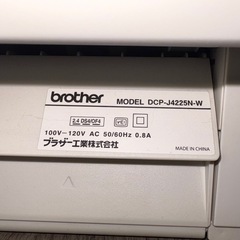 brother MODEL DCP-J4225N-W
2.4 DS4/OF4
100V-120V AC 50/60Hz 0.8A
ブラザー工業株式会社
MADE IN CHINA